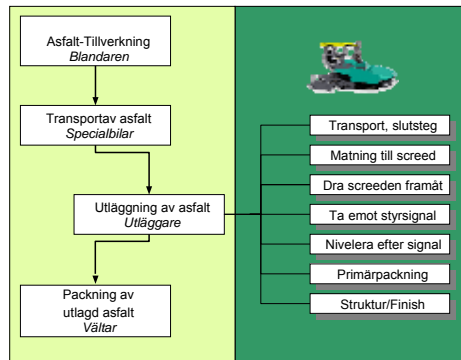 Asfalt-Tillverkning
Blandaren
Transportav asfalt
Specialbilar
Utläggning av asfalt
Utläggare
Packning av
utlagd asfalt
Vältar
Transport, slutsteg
Matning till screed
Dra screeden framåt
Ta emot styrsignal
Nivelera efter signal
Primärpackning
Struktur/Finish